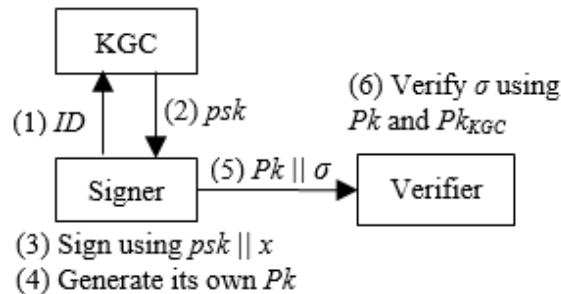 KGC
(1) ID
(2) psk
(6) Verify σ using
Pk and Pk_KGC
Signer
(5) Pk || σ
Verifier
(3) Sign using psk || x
(4) Generate its own Pk